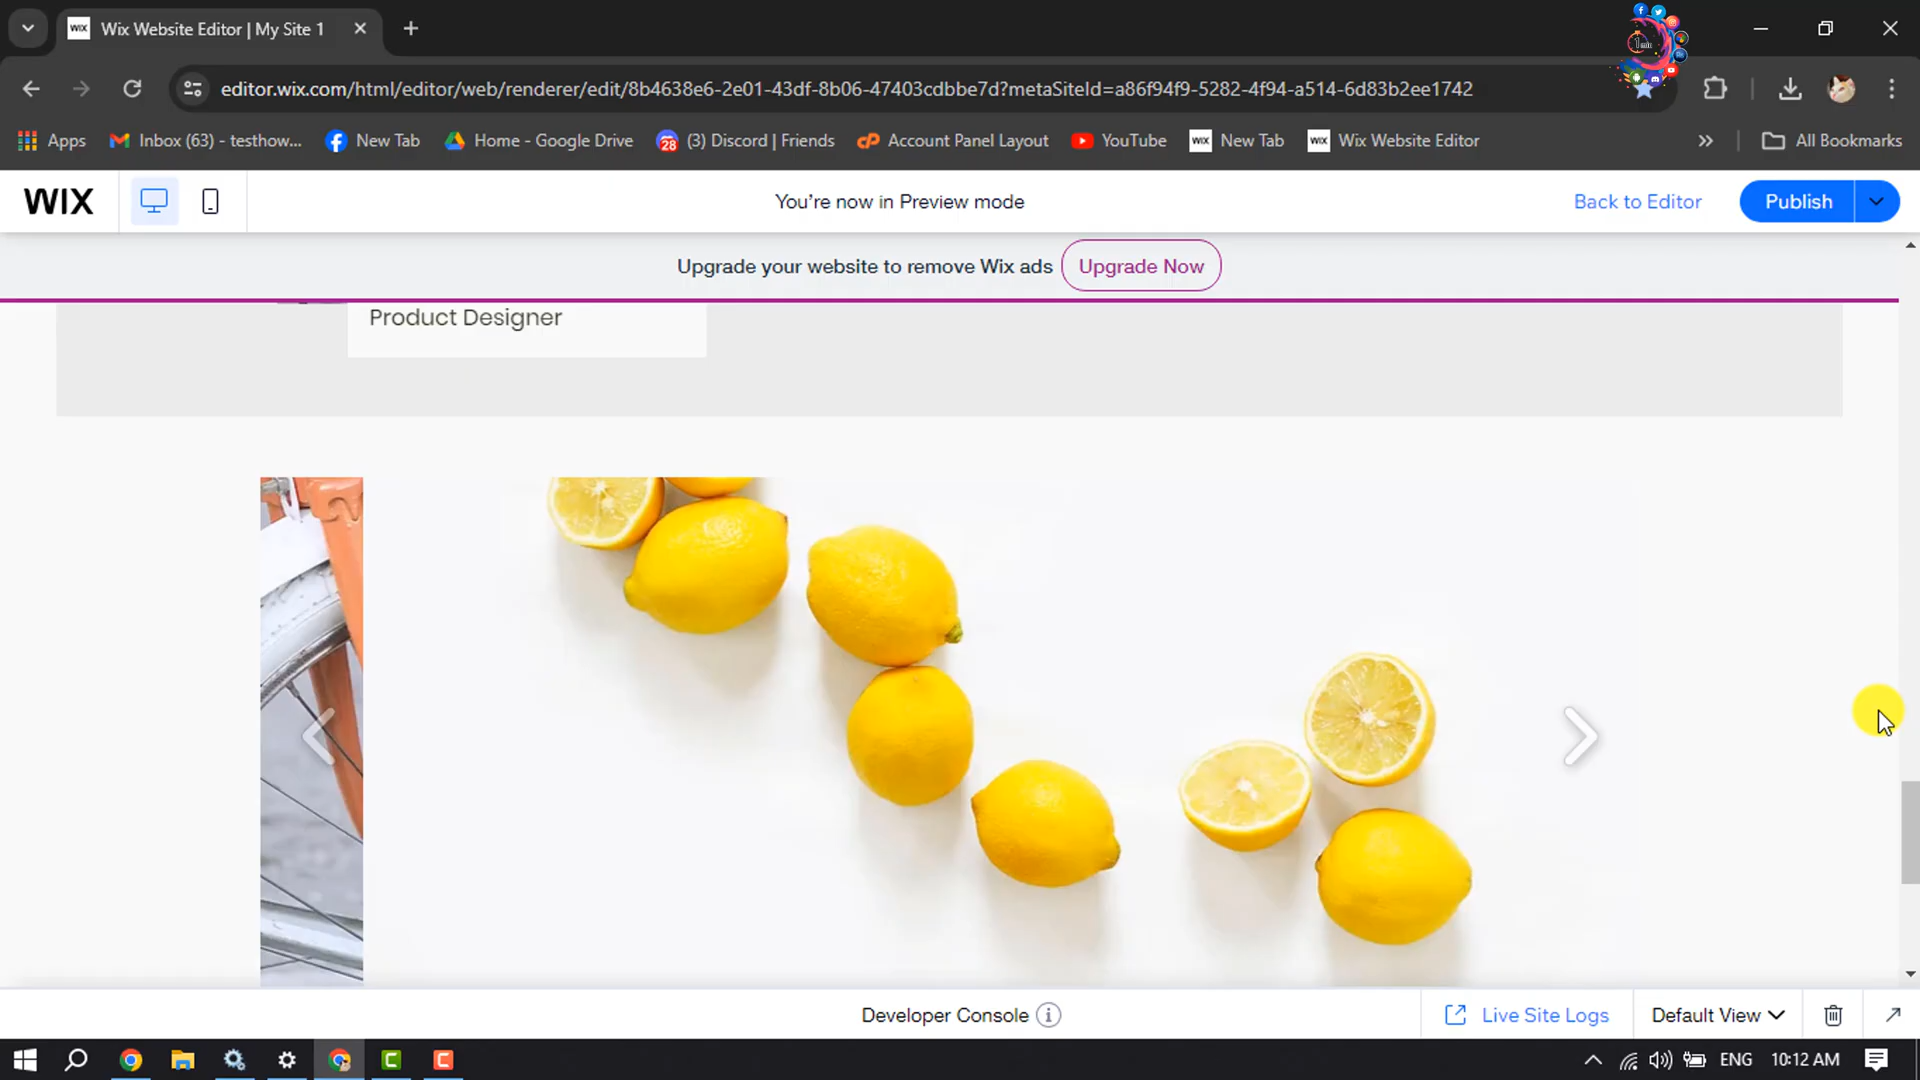 WIX Wix Website Editor | My Site 1
editor.wix.com/html/editor/web/renderer/edit/8b4638e6-2e01-43df-8b06-47403cdbbe7d?metaSiteId=a86f94f9-5282-4f94-a514-6d83b2ee1742
Apps Inbox (63) - testhow... New Tab Home - Google Drive 28 (3) Discord | Friends Account Panel Layout YouTube WIX New Tab WIX Wix Website Editor » All Bookmarks
WIX You're now in Preview mode Back to Editor Publish
Upgrade your website to remove Wix ads Upgrade Now
Product Designer
Developer Console Live Site Logs Default View
ENG 10:12 AM